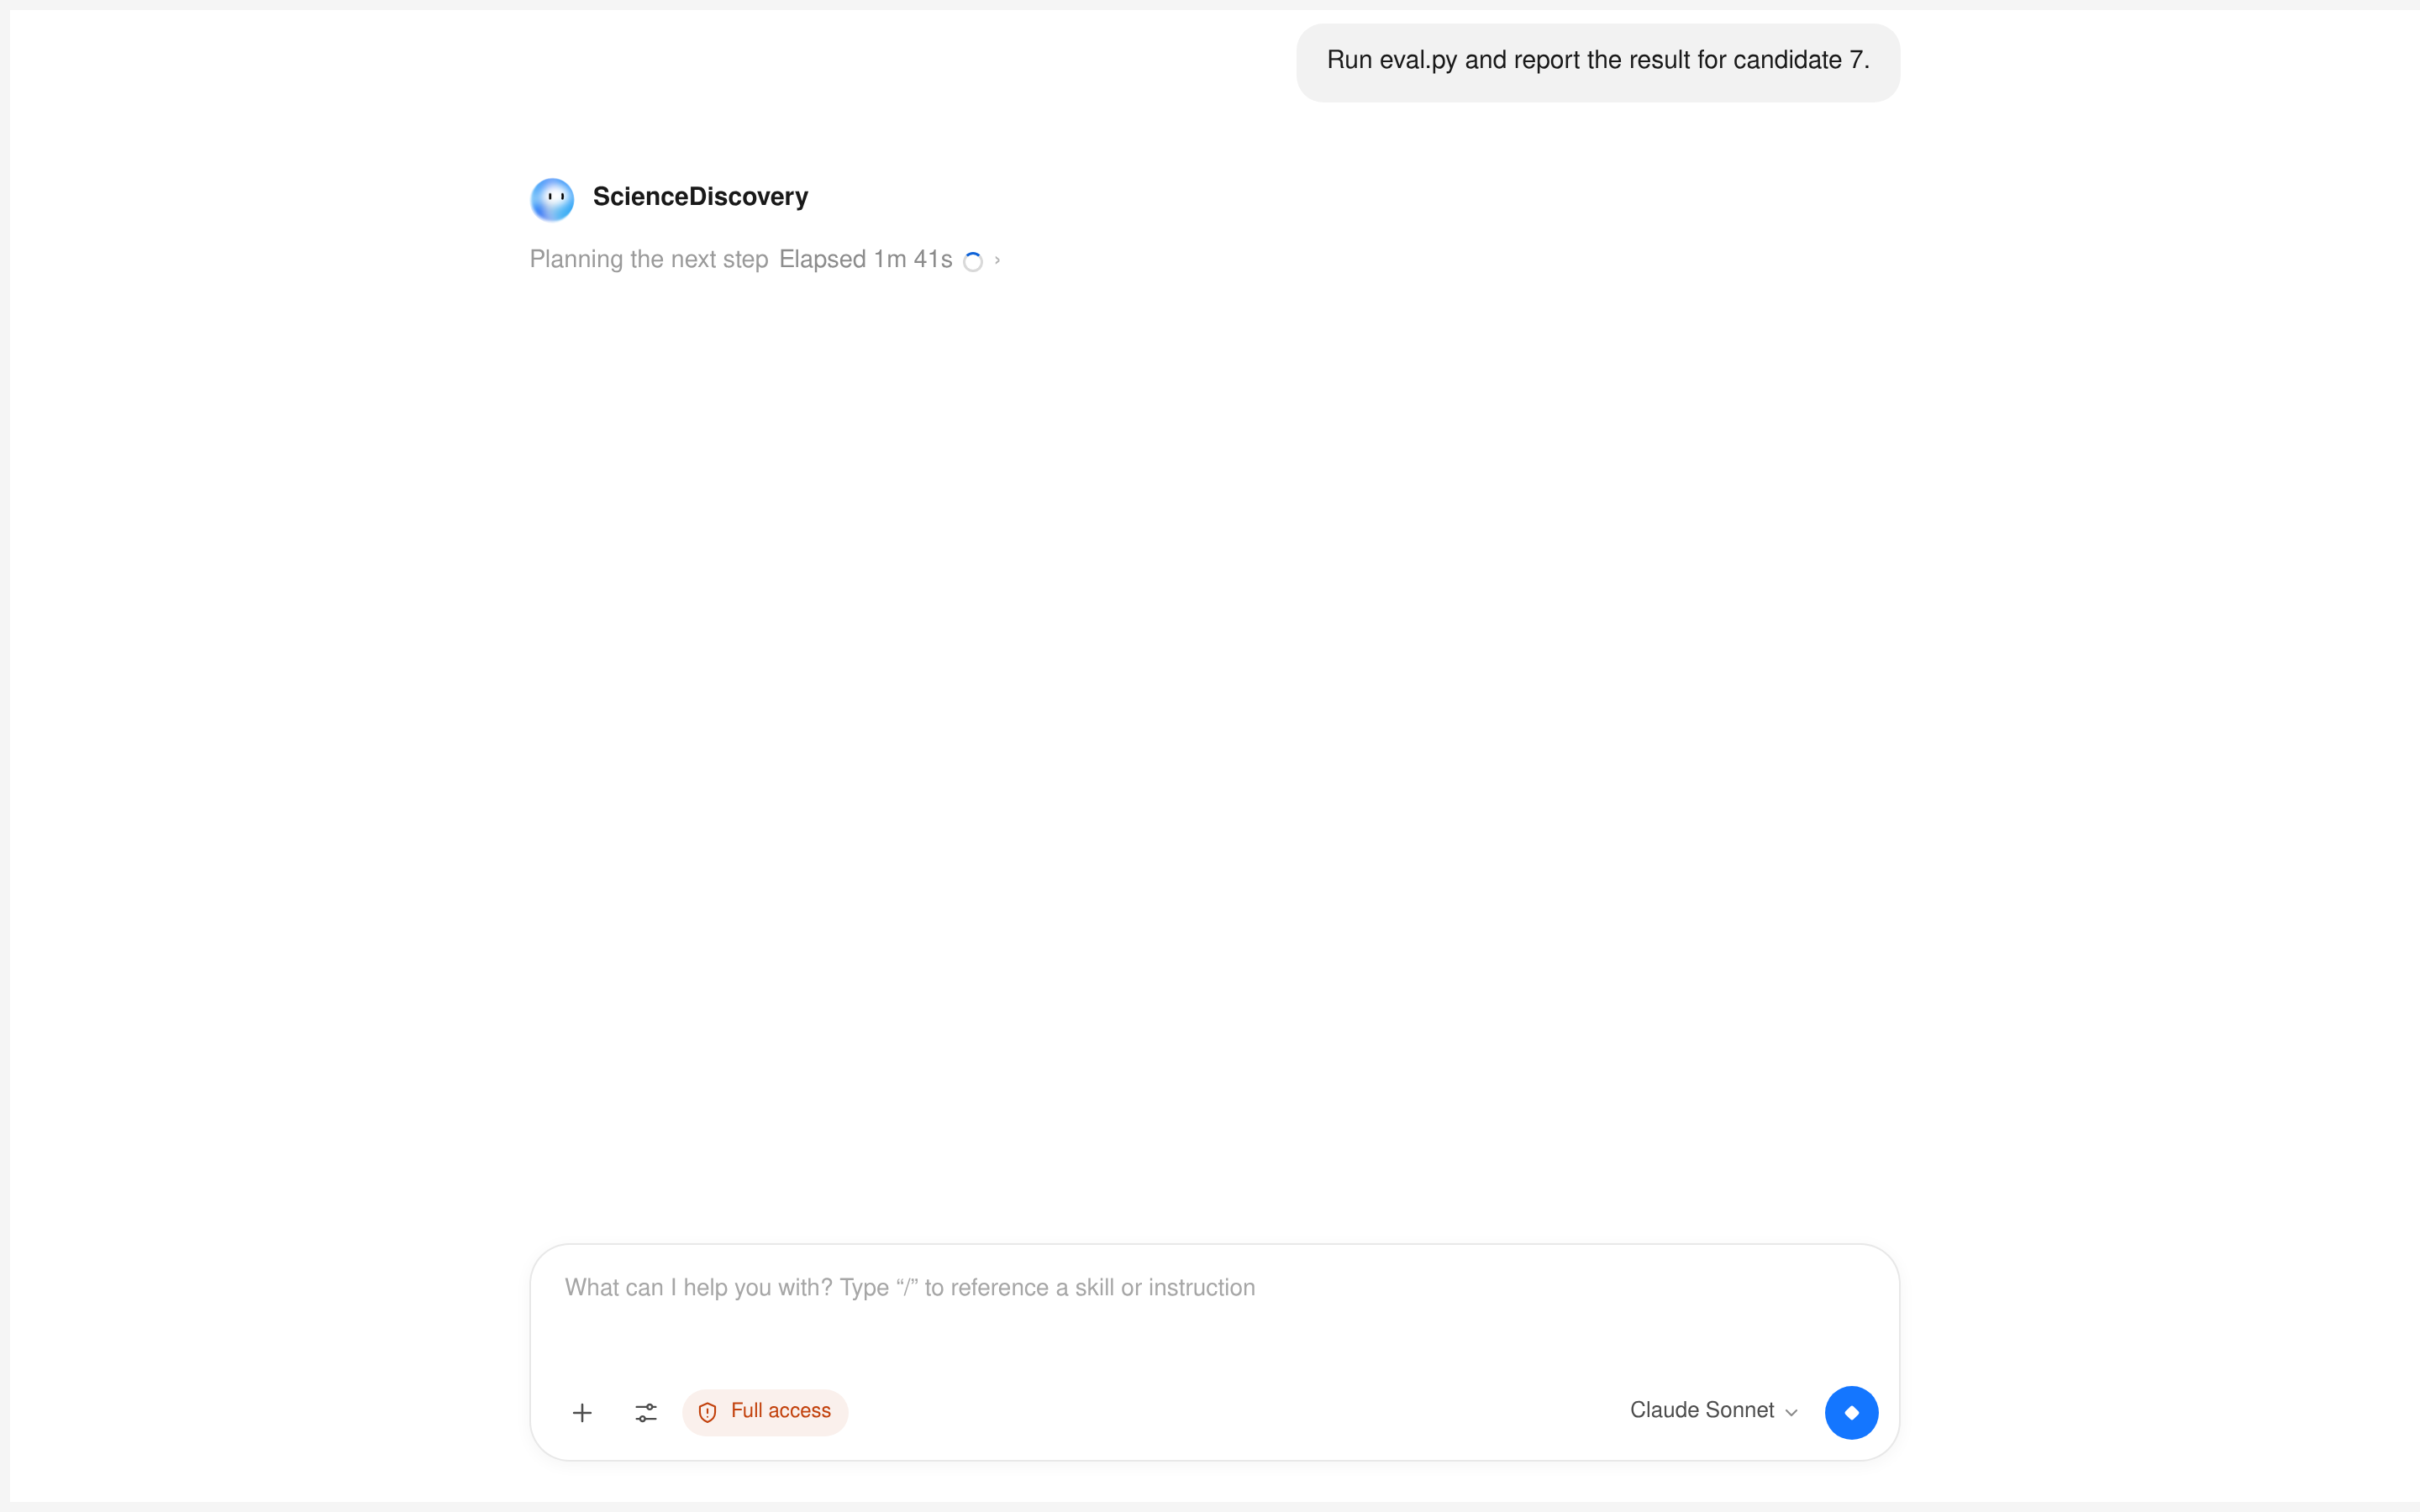 Run eval.py and report the result for candidate 7.
ScienceDiscovery
Planning the next step Elapsed 1m 41s
What can I help you with? Type “/” to reference a skill or instruction
Full access
Claude Sonnet